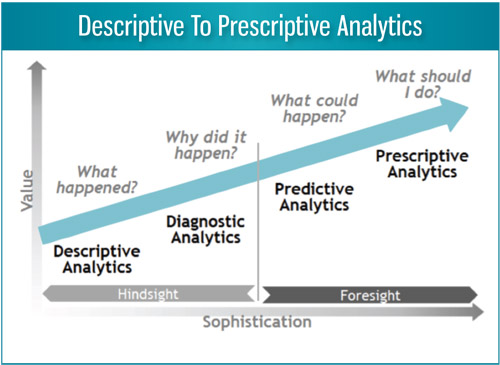 Descriptive To Prescriptive Analytics
What should
I do?
What could
happen?
Why did it
happen?
What
happened?
Prescriptive
Analytics
Predictive
Analytics
Diagnostic
Analytics
Descriptive
Analytics
Value
Hindsight
Foresight
Sophistication